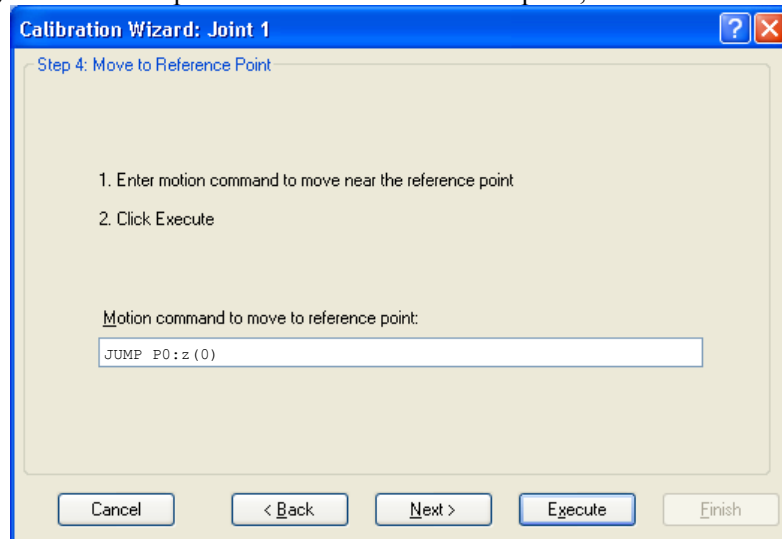 Calibration Wizard: Joint 1
Step 4: Move to Reference Point
1. Enter motion command to move near the reference point
2. Click Execute
Motion command to move to reference point:
JUMP P0:z(0)
Cancel < Back Next > Execute Finish